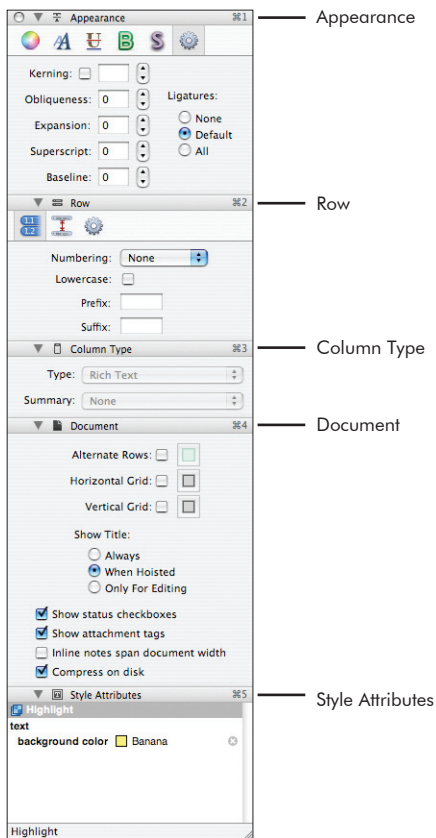 Appearance ⌘1 Appearance
A A U B S
Kerning:
Obliqueness: 0 Ligatures:
None
Expansion: 0
Default
Superscript: 0 All
Baseline: 0
Row ⌘2 Row
1.1
1.2
Numbering: None
Lowercase:
Prefix:
Suffix:
Column Type ⌘3 Column Type
Type: Rich Text
Summary: None
Document ⌘4 Document
Alternate Rows:
Horizontal Grid:
Vertical Grid:
Show Title:
Always
When Hoisted
Only For Editing
Show status checkboxes
Show attachment tags
Inline notes span document width
Compress on disk
Style Attributes ⌘5 Style Attributes
Highlight
text
background color Banana
Highlight